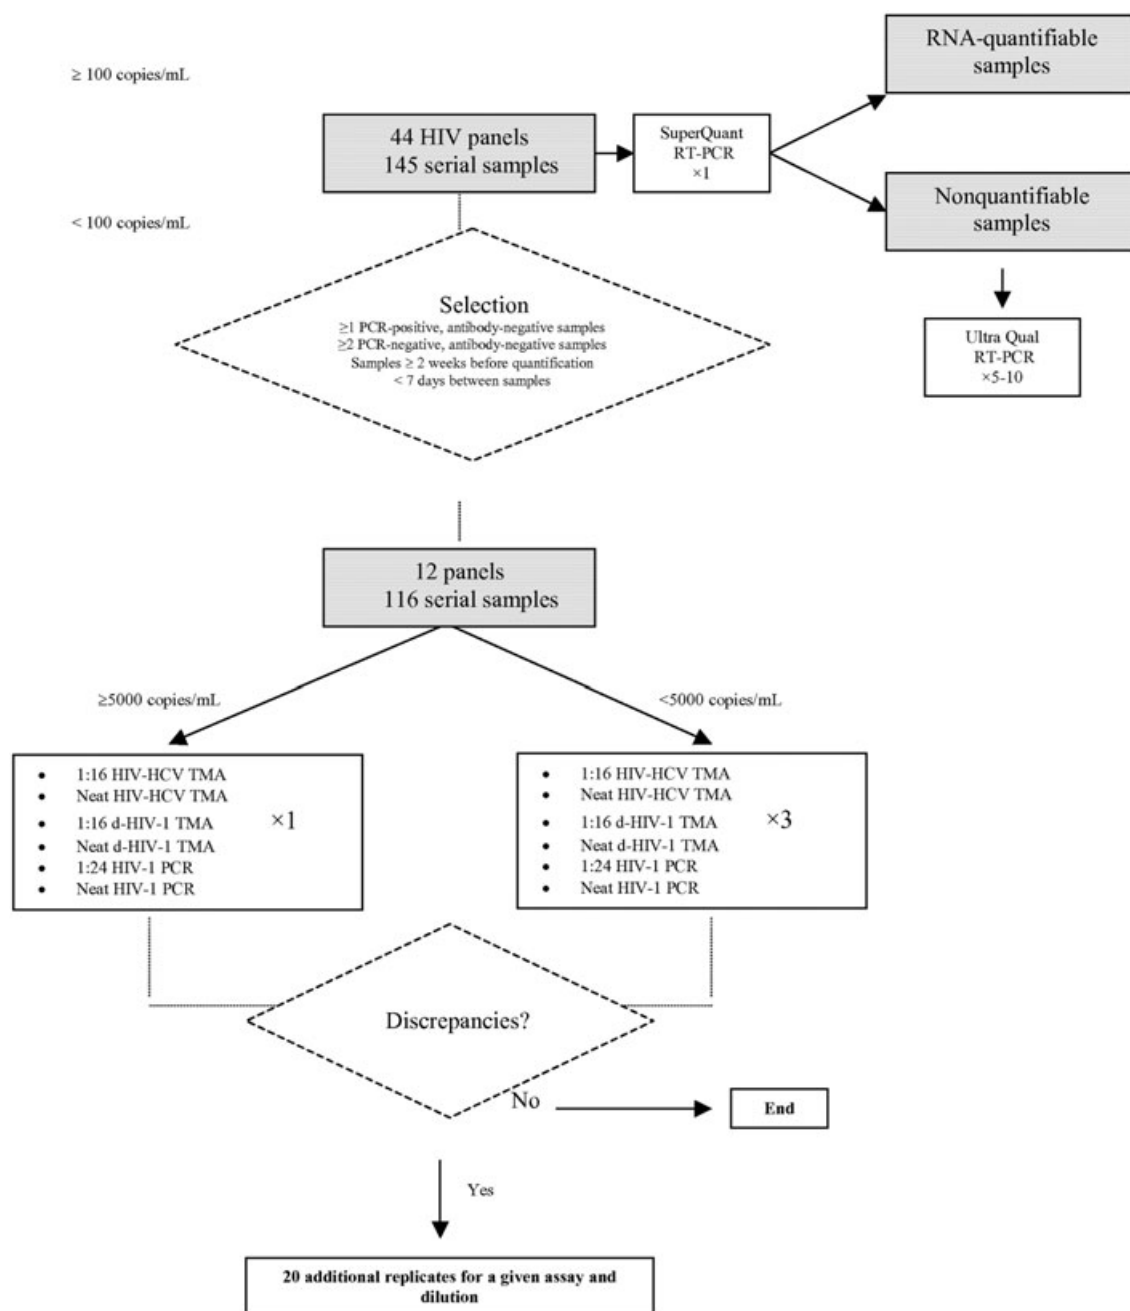 ≥ 100 copies/mL
RNA-quantifiable
samples
44 HIV panels
145 serial samples
SuperQuant
RT-PCR
×1
< 100 copies/mL
Nonquantifiable
samples
Selection
≥1 PCR-positive, antibody-negative samples
≥2 PCR-negative, antibody-negative samples
Samples ≥ 2 weeks before quantification
< 7 days between samples
Ultra Qual
RT-PCR
×5-10
12 panels
116 serial samples
≥5000 copies/mL
<5000 copies/mL
• 1:16 HIV-HCV TMA
• Neat HIV-HCV TMA
• 1:16 d-HIV-1 TMA
• Neat d-HIV-1 TMA
• 1:24 HIV-1 PCR
• Neat HIV-1 PCR
×1
• 1:16 HIV-HCV TMA
• Neat HIV-HCV TMA
• 1:16 d-HIV-1 TMA
• Neat d-HIV-1 TMA
• 1:24 HIV-1 PCR
• Neat HIV-1 PCR
×3
Discrepancies?
No
End
Yes
20 additional replicates for a given assay and
dilution